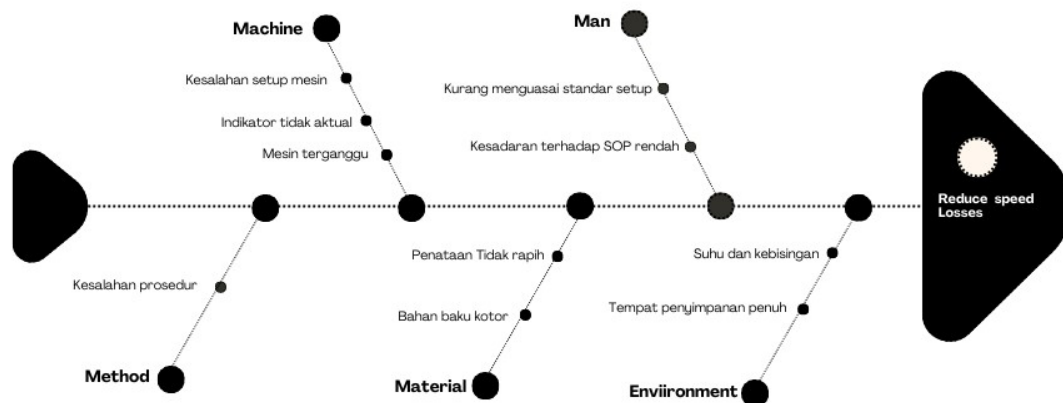 Machine
Man
Kesalahan setup mesin
Kurang menguasai standar setup
Indikator tidak aktual
Kesadaran terhadap SOP rendah
Mesin terganggu
Reduce speed
Losses
Penataan Tidak rapih
Suhu dan kebisingan
Kesalahan prosedur
Tempat penyimpanan penuh
Bahan baku kotor
Method
Material
Enviironment